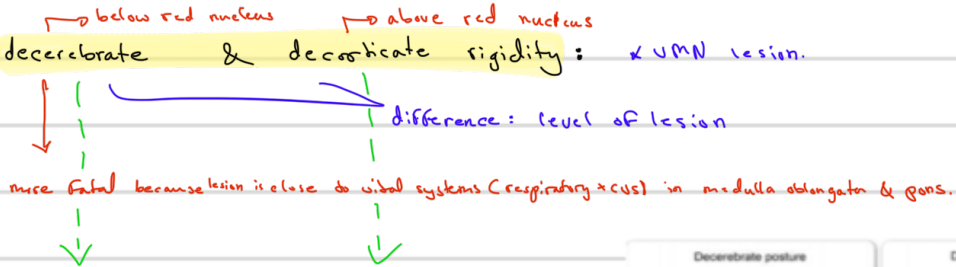 below red nucleus above red nucleus
decerebrate & decorticate rigidity : * UMN lesion.
difference : level of lesion
more fatal because lesion is close to vital systems (respiratory + CVS) in medulla oblongata & pons.
Decerebrate posture D